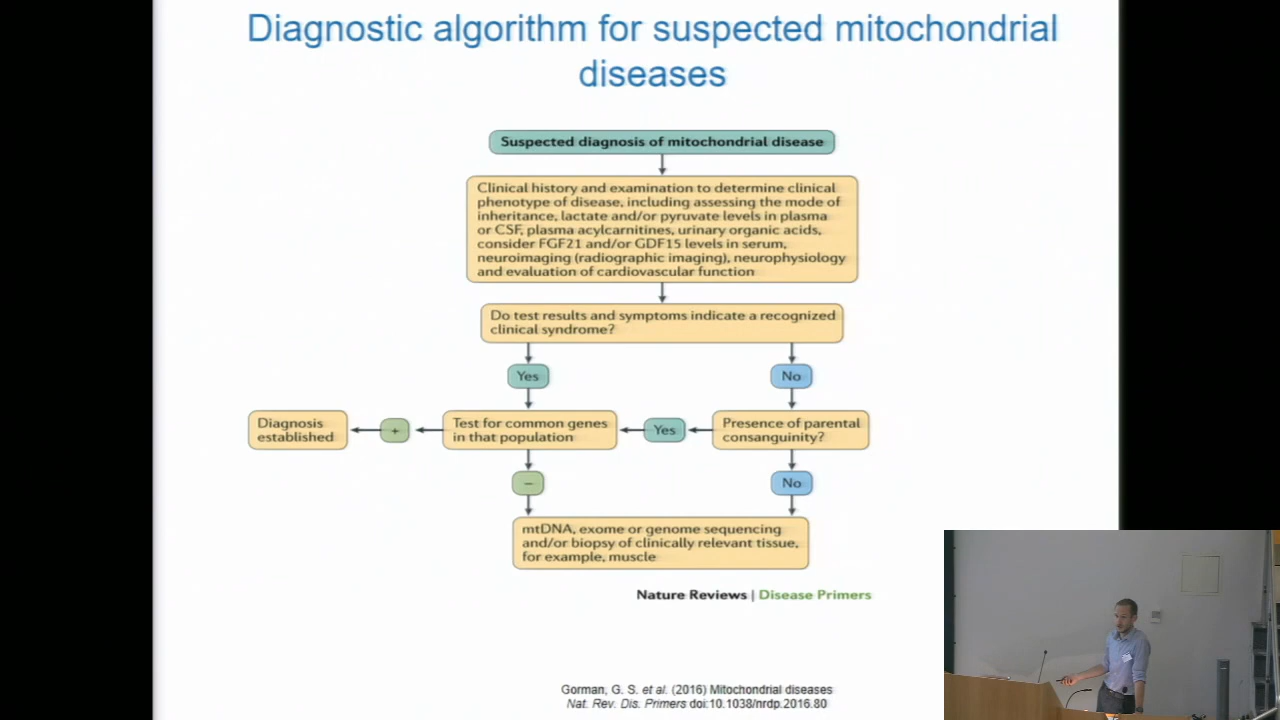 Diagnostic algorithm for suspected mitochondrial
diseases
Suspected diagnosis of mitochondrial disease
Clinical history and examination to determine clinical
phenotype of disease, including assessing the mode of
inheritance, lactate and/or pyruvate levels in plasma
or CSF, plasma acylcarnitines, urinary organic acids,
consider FGF21 and/or GDF15 levels in serum,
neuroimaging (radiographic imaging), neurophysiology
and evaluation of cardiovascular function
Do test results and symptoms indicate a recognized
clinical syndrome?
Yes
No
Diagnosis
established
+
Test for common genes
in that population
Yes
Presence of parental
consanguinity?
−
No
mtDNA, exome or genome sequencing
and/or biopsy of clinically relevant tissue,
for example, muscle
Nature Reviews | Disease Primers
Gorman, G. S. et al. (2016) Mitochondrial diseases
Nat. Rev. Dis. Primers doi:10.1038/nrdp.2016.80